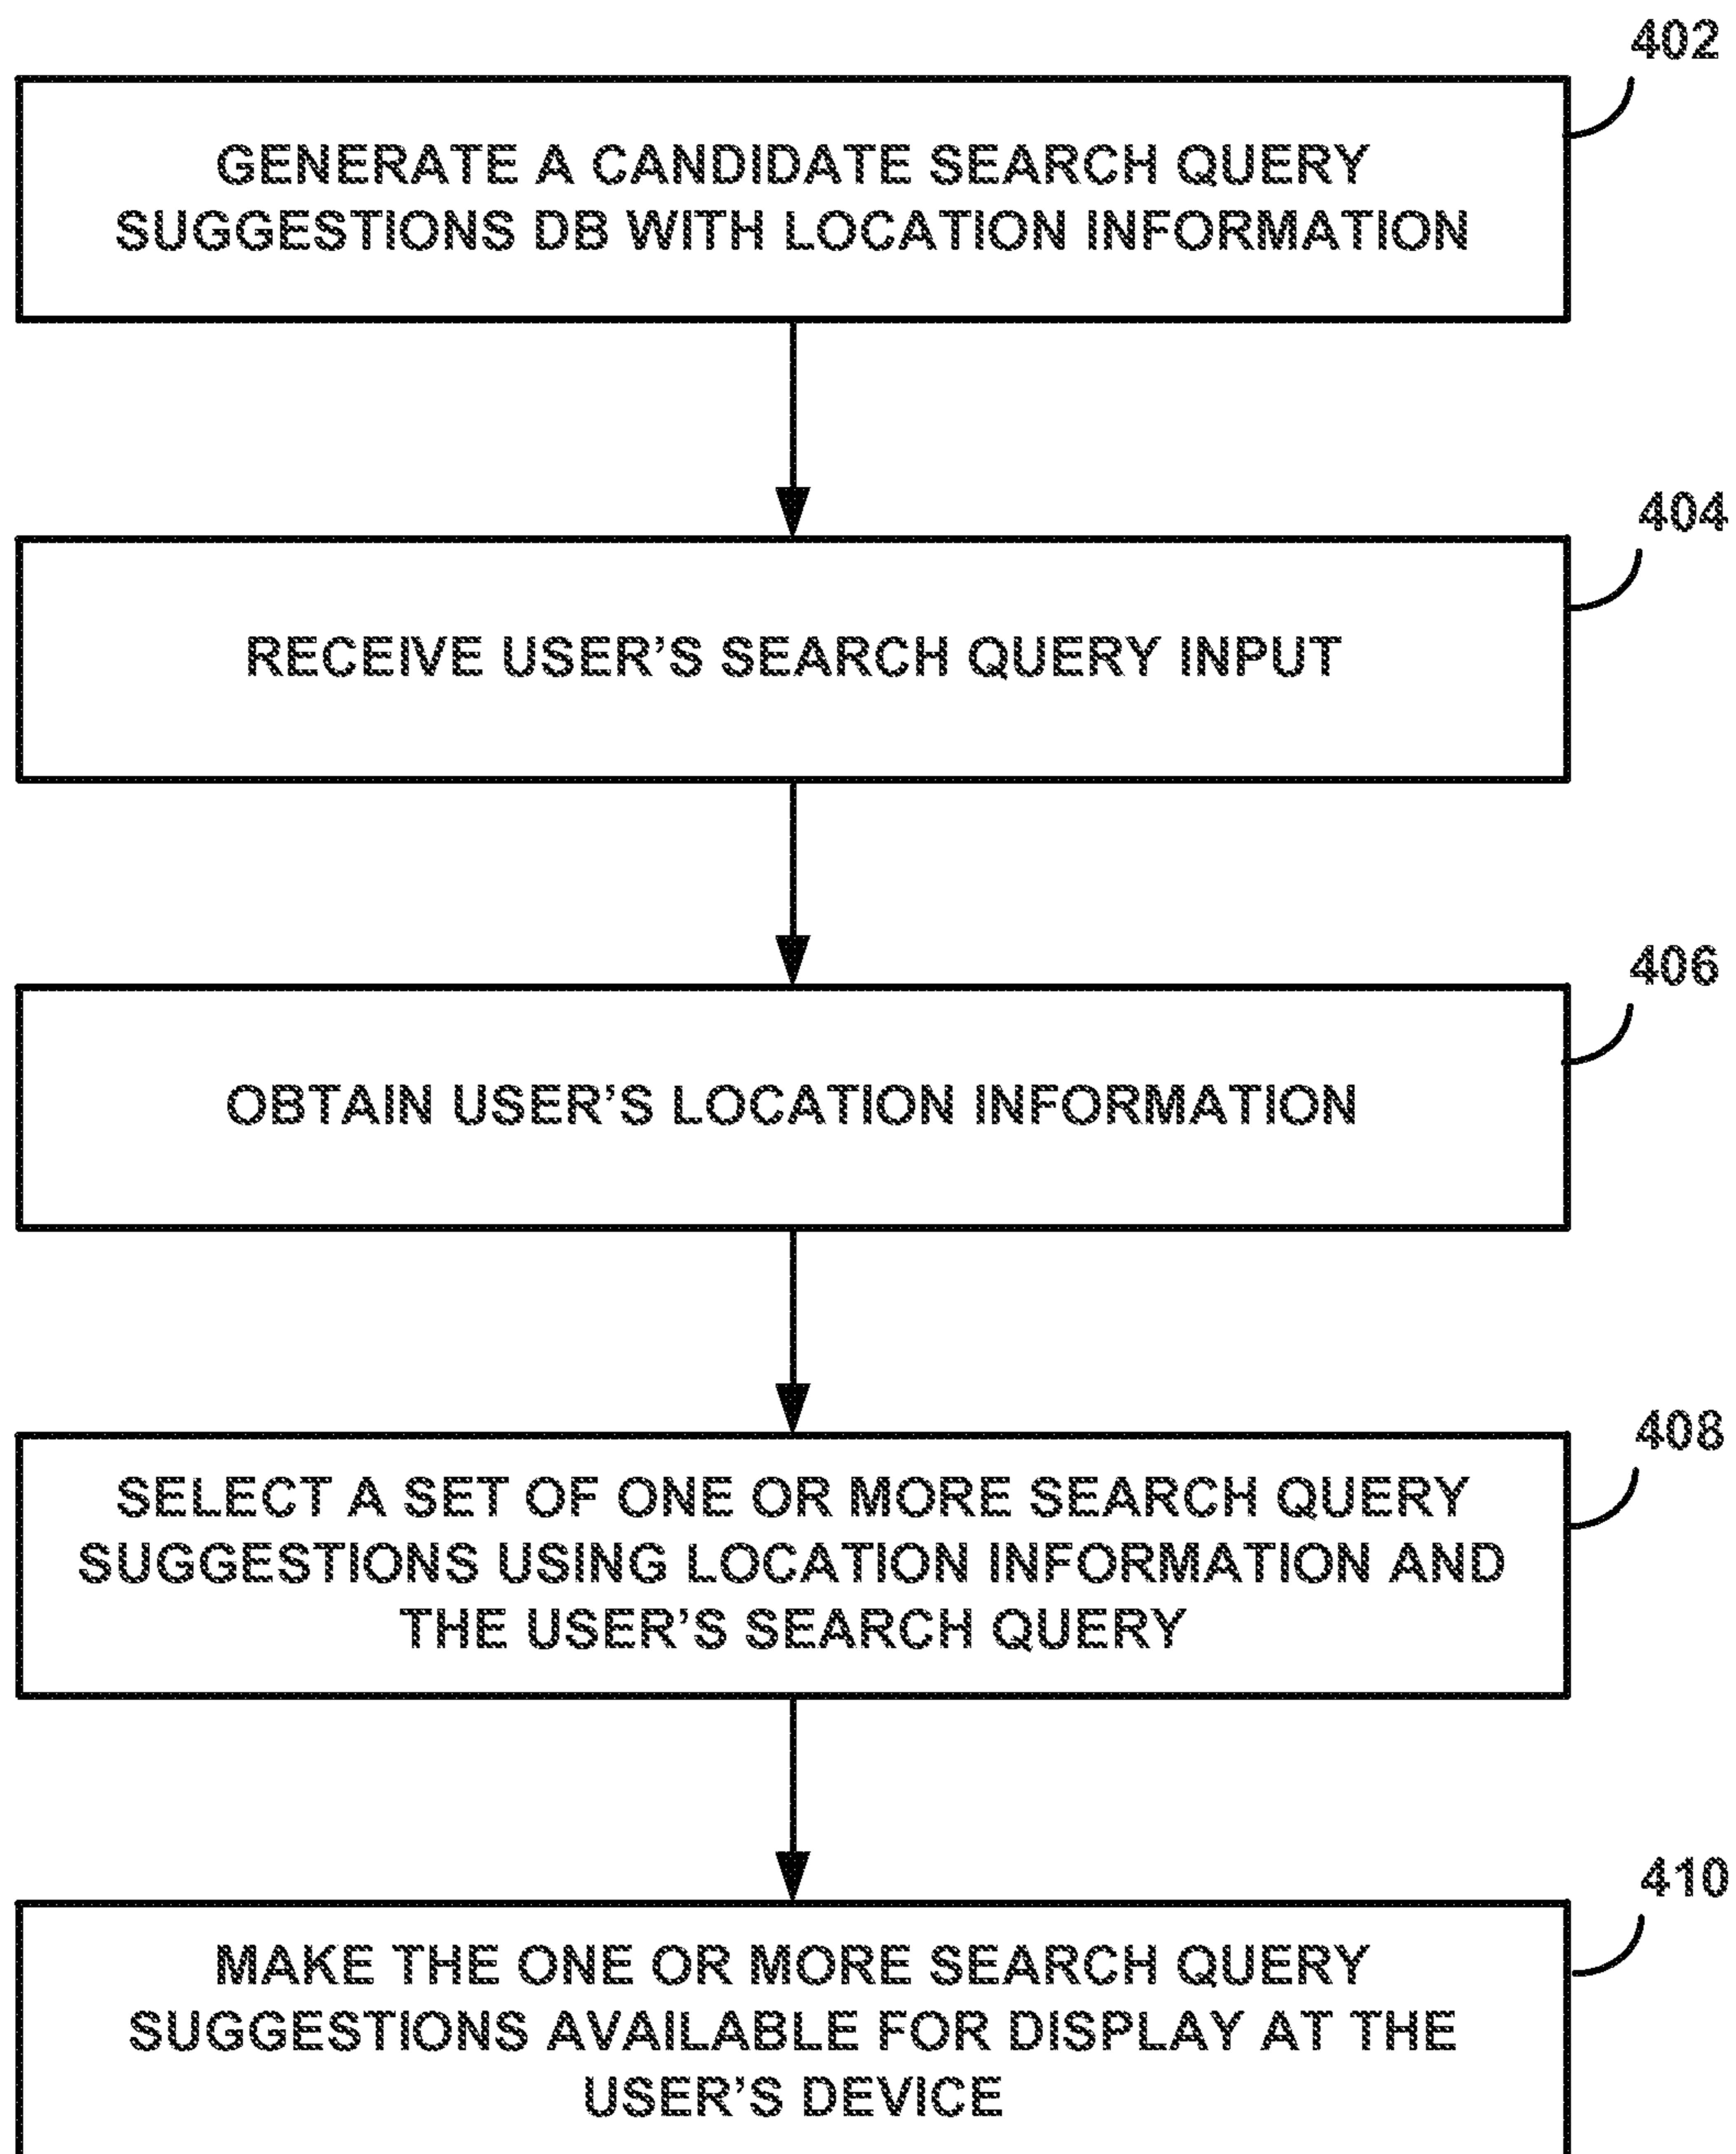 402
GENERATE A CANDIDATE SEARCH QUERY
SUGGESTIONS DB WITH LOCATION INFORMATION
404
RECEIVE USER’S SEARCH QUERY INPUT
406
OBTAIN USER’S LOCATION INFORMATION
408
SELECT A SET OF ONE OR MORE SEARCH QUERY
SUGGESTIONS USING LOCATION INFORMATION AND
THE USER’S SEARCH QUERY
410
MAKE THE ONE OR MORE SEARCH QUERY
SUGGESTIONS AVAILABLE FOR DISPLAY AT THE
USER’S DEVICE